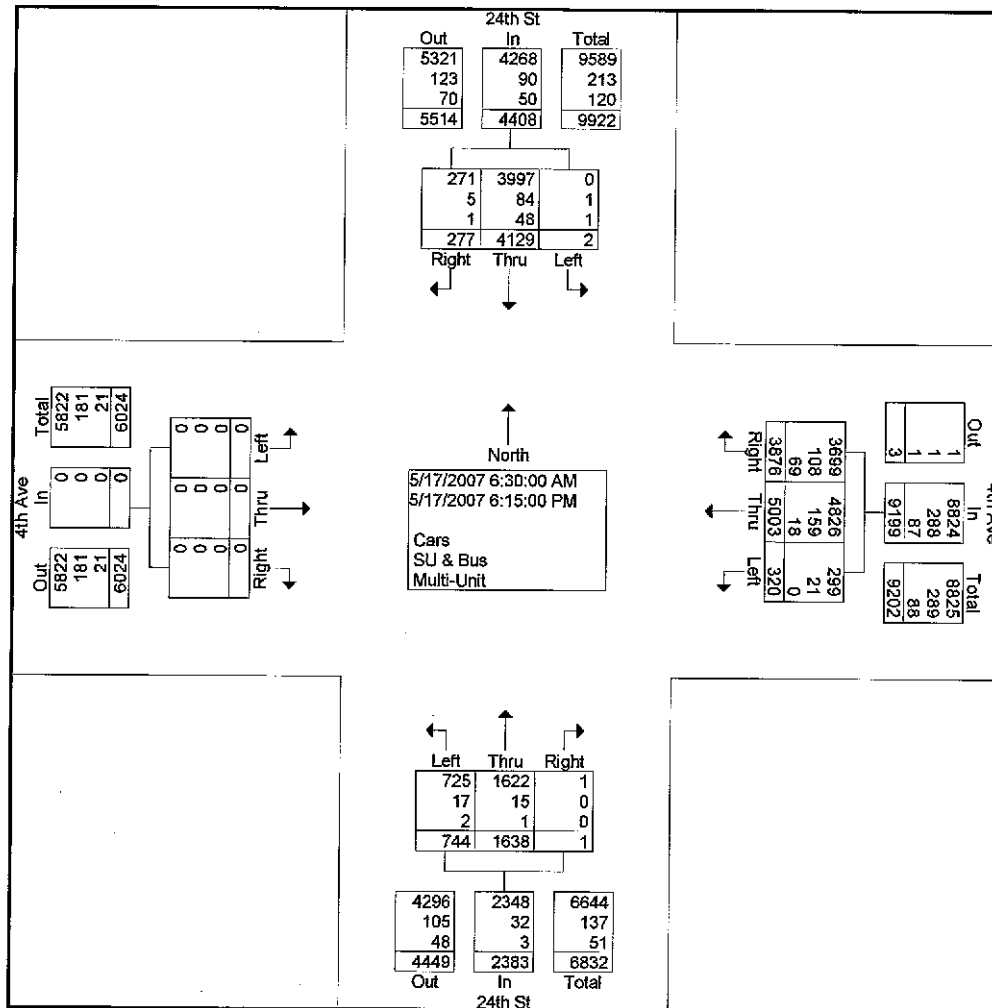 24th St
Out In Total
5321 4268 9589
123 90 213
70 50 120
5514 4408 9922
271 3997 0
5 84 1
1 48 1
277 4129 2
Right Thru Left
4th Ave
Total
5822
181
21
6024
In
0
0
0
0
Out
5822
181
21
6024
Left
0
0
0
0
Thru
0
0
0
0
Right
0
0
0
0
North
5/17/2007 6:30:00 AM
5/17/2007 6:15:00 PM
Cars
SU & Bus
Multi-Unit
Right
3699
108
69
3876
Thru
4826
159
18
5003
Left
299
21
0
320
4th Ave
Out
1
1
1
3
In
8824
288
87
9199
Total
8825
289
88
9202
Left Thru Right
725 1622 1
17 15 0
2 1 0
744 1638 1
4296 2348 6644
105 32 137
48 3 51
4449 2383 6832
Out In Total
24th St